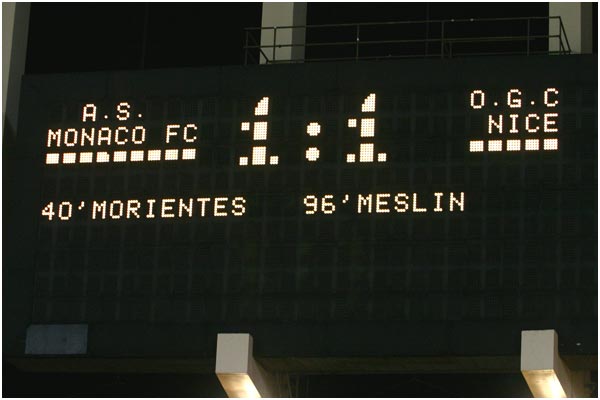 A.S.
MONACO FC 1:1 O.G.C
NICE
40'MORIENTES 96'MESLIN